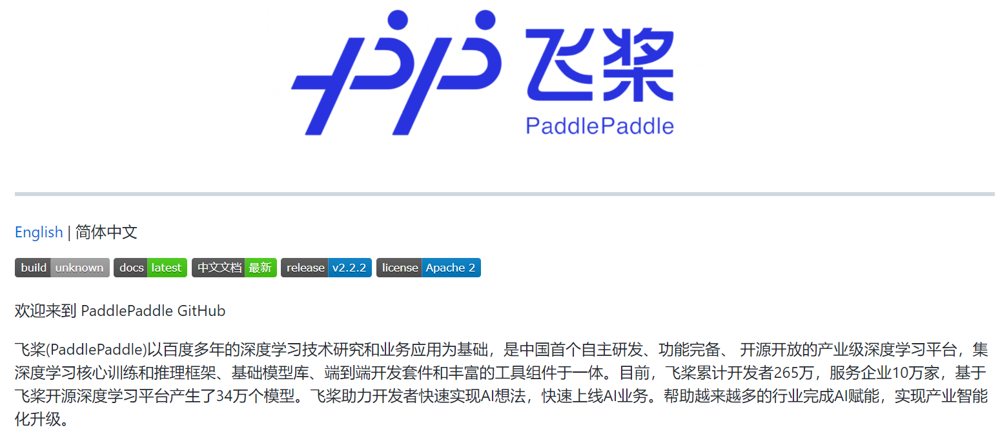 飞桨
PaddlePaddle
English | 简体中文
build unknown docs latest 中文文档 最新 release v2.2.2 license Apache 2
欢迎来到 PaddlePaddle GitHub
飞桨(PaddlePaddle)以百度多年的深度学习技术研究和业务应用为基础，是中国首个自主研发、功能完备、 开源开放的产业级深度学习平台，集
深度学习核心训练和推理框架、基础模型库、端到端开发套件和丰富的工具组件于一体。目前，飞桨累计开发者265万，服务企业10万家，基于
飞桨开源深度学习平台产生了34万个模型。飞桨助力开发者快速实现AI想法，快速上线AI业务。帮助越来越多的行业完成AI赋能，实现产业智能
化升级。